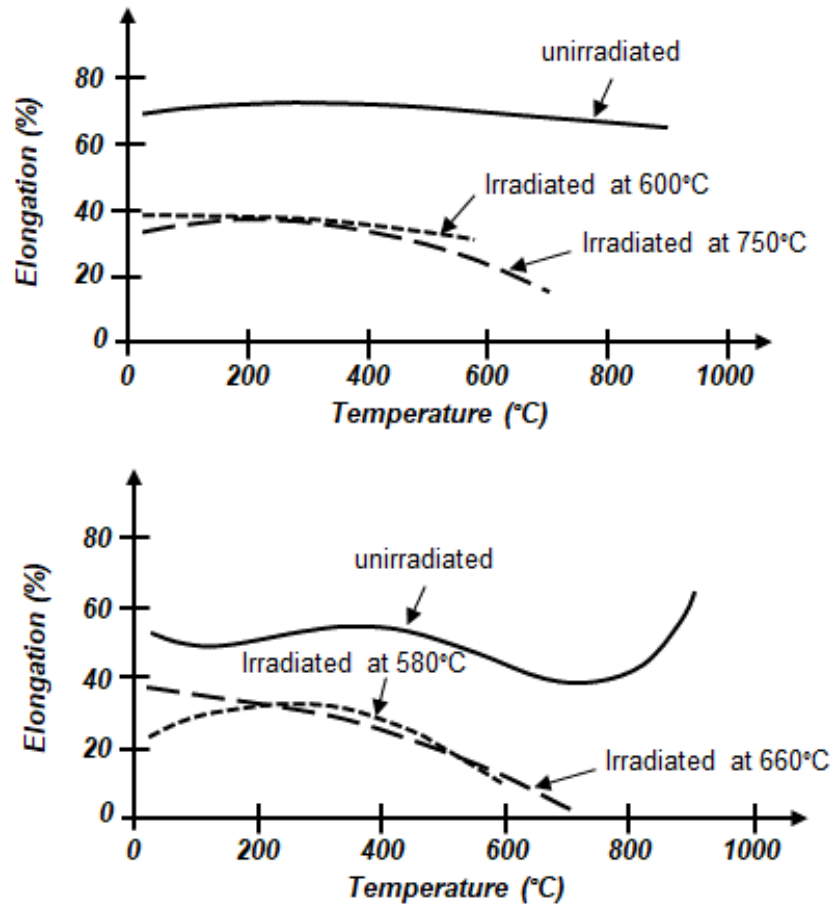 unirradiated
80
60
Irradiated at 600°C
40
Irradiated at 750°C
20
0
Elongation (%)
0 200 400 600 800 1000
Temperature (°C)
80
unirradiated
60
Irradiated at 580°C
40
20
Irradiated at 660°C
0
Elongation (%)
0 200 400 600 800 1000
Temperature (°C)